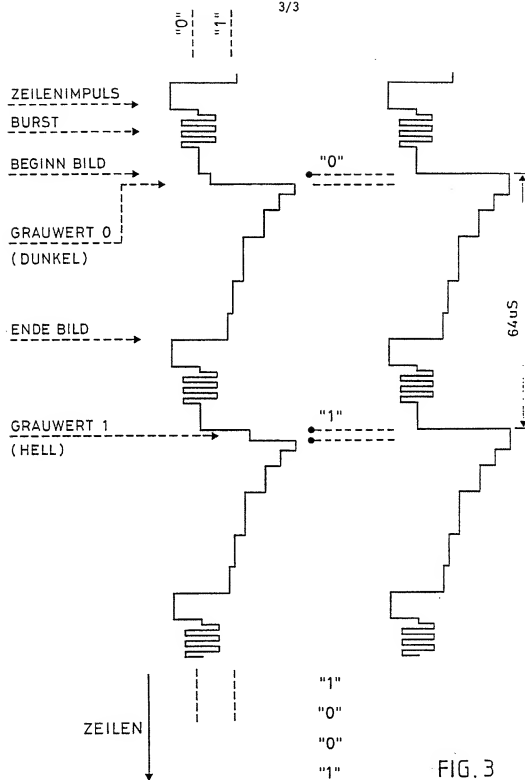 3/3
"0" "1"
ZEILENIMPULS
BURST
BEGINN BILD
"0"
GRAUWERT 0
(DUNKEL)
64uS
ENDE BILD
GRAUWERT 1
(HELL)
"1"
ZEILEN
"1"
"0"
"0"
"1"
FIG. 3